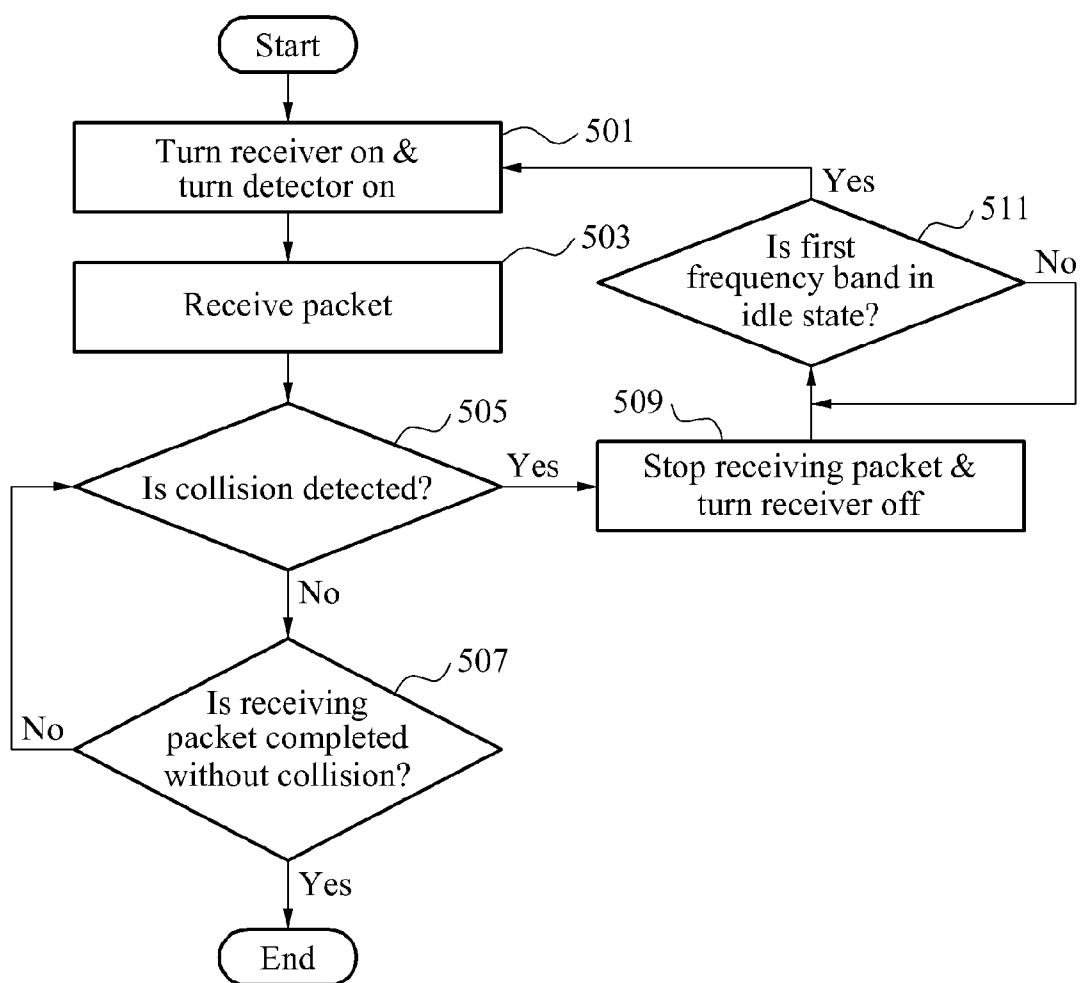 Start
501
Turn receiver on &
turn detector on
503
Receive packet
505
Is collision detected?
Yes
No
507
Is receiving
packet completed
without collision?
No
Yes
End
509
Stop receiving packet &
turn receiver off
511
Is first
frequency band in
idle state?
Yes
No